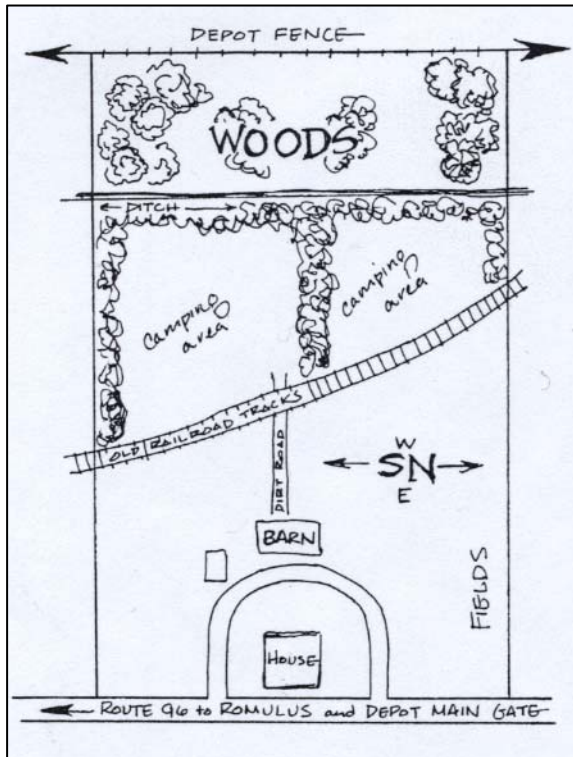 DEPOT FENCE
WOODS
DITCH
camping
area
camping
area
OLD RAILROAD TRACKS
DIRT ROAD
W
S N
E
BARN
FIELDS
HOUSE
ROUTE 96 to ROMULUS and DEPOT MAIN GATE